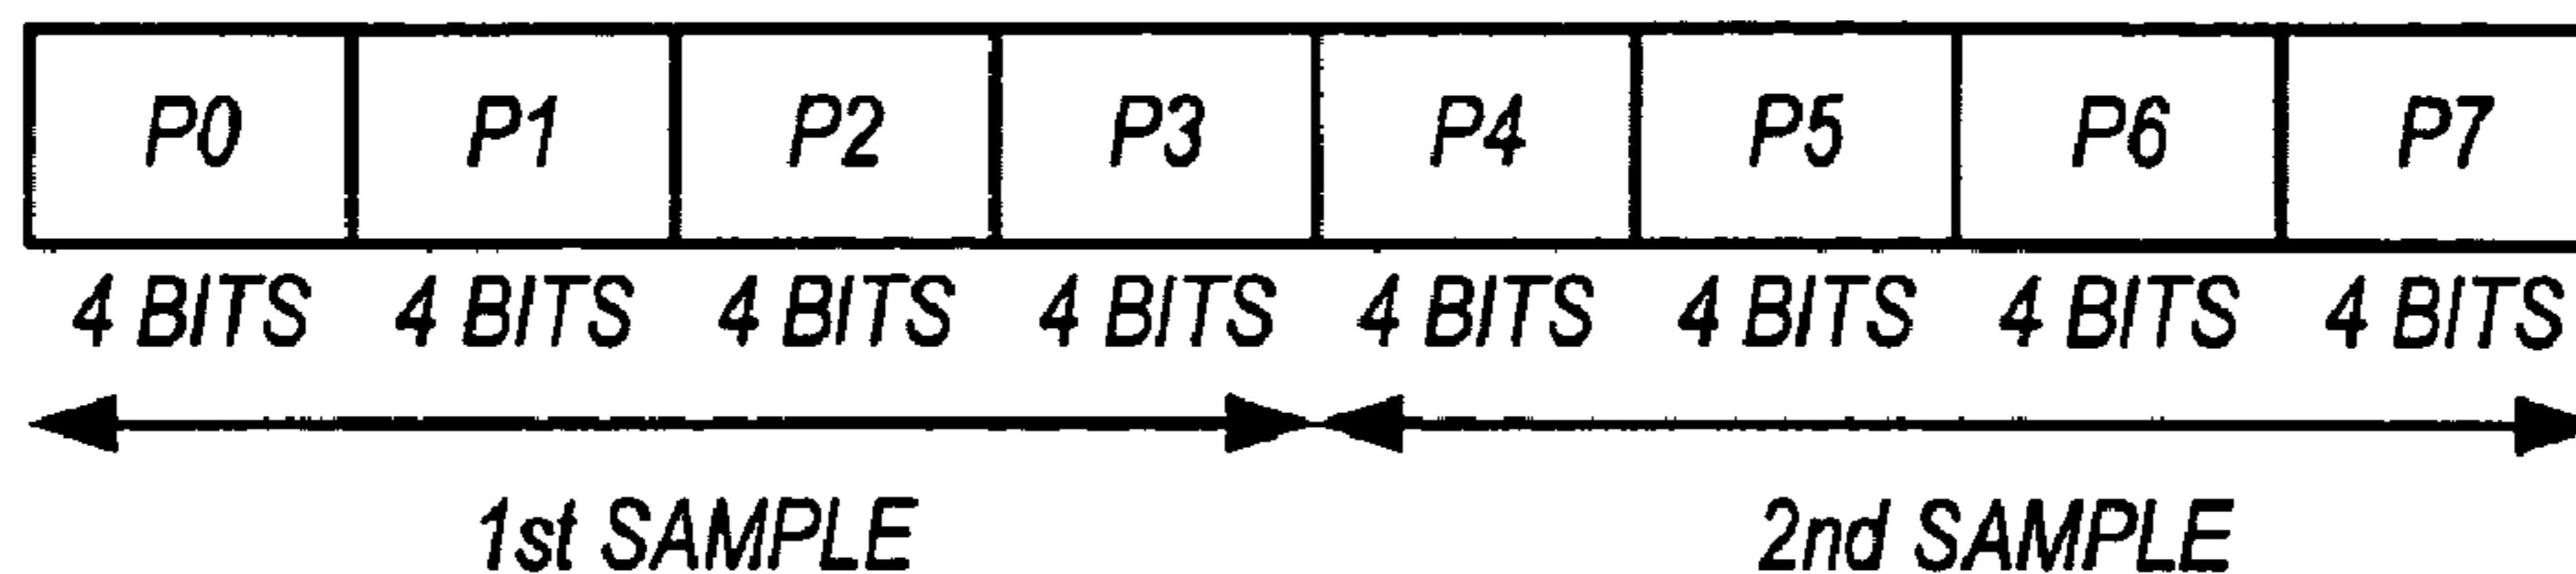 P0 P1 P2 P3 P4 P5 P6 P7
4 BITS 4 BITS 4 BITS 4 BITS 4 BITS 4 BITS 4 BITS 4 BITS
1st SAMPLE 2nd SAMPLE